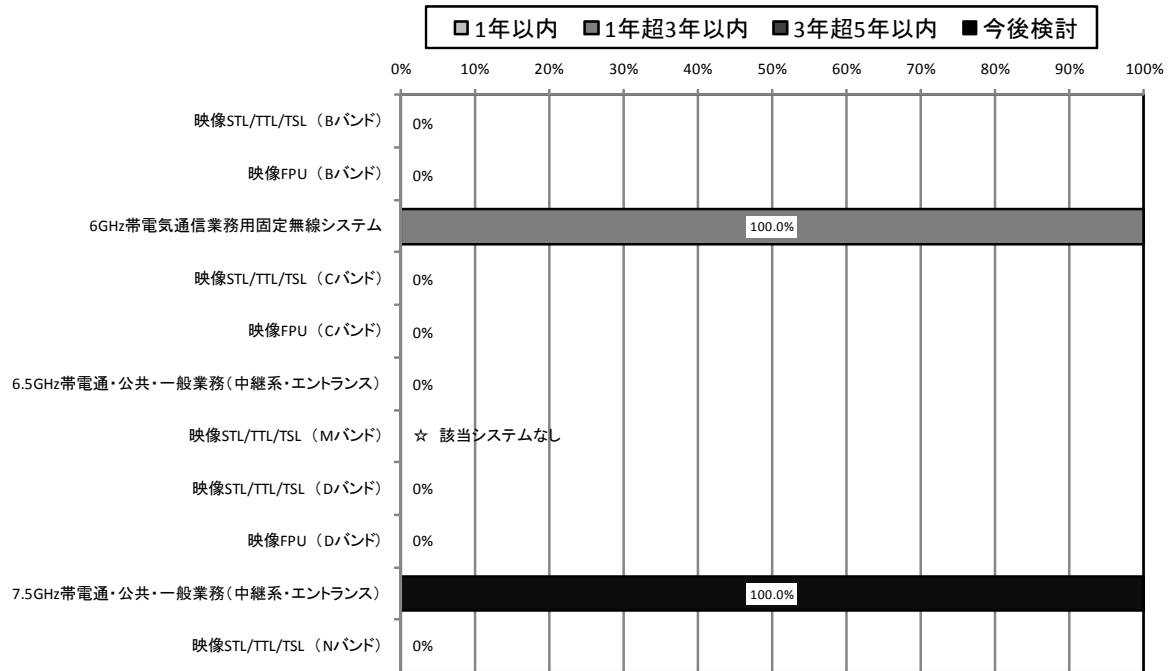 1年以内 1年超3年以内 3年超5年以内 今後検討
0% 10% 20% 30% 40% 50% 60% 70% 80% 90% 100%
映像STL/TTL/TSL（Bバンド） 0%
映像FPU（Bバンド） 0%
6GHz帯電気通信業務用固定無線システム 100.0%
映像STL/TTL/TSL（Cバンド） 0%
映像FPU（Cバンド） 0%
6.5GHz帯電通・公共・一般業務（中継系・エントランス） 0%
映像STL/TTL/TSL（Mバンド） ☆ 該当システムなし
映像STL/TTL/TSL（Dバンド） 0%
映像FPU（Dバンド） 0%
7.5GHz帯電通・公共・一般業務（中継系・エントランス） 100.0%
映像STL/TTL/TSL（Nバンド） 0%